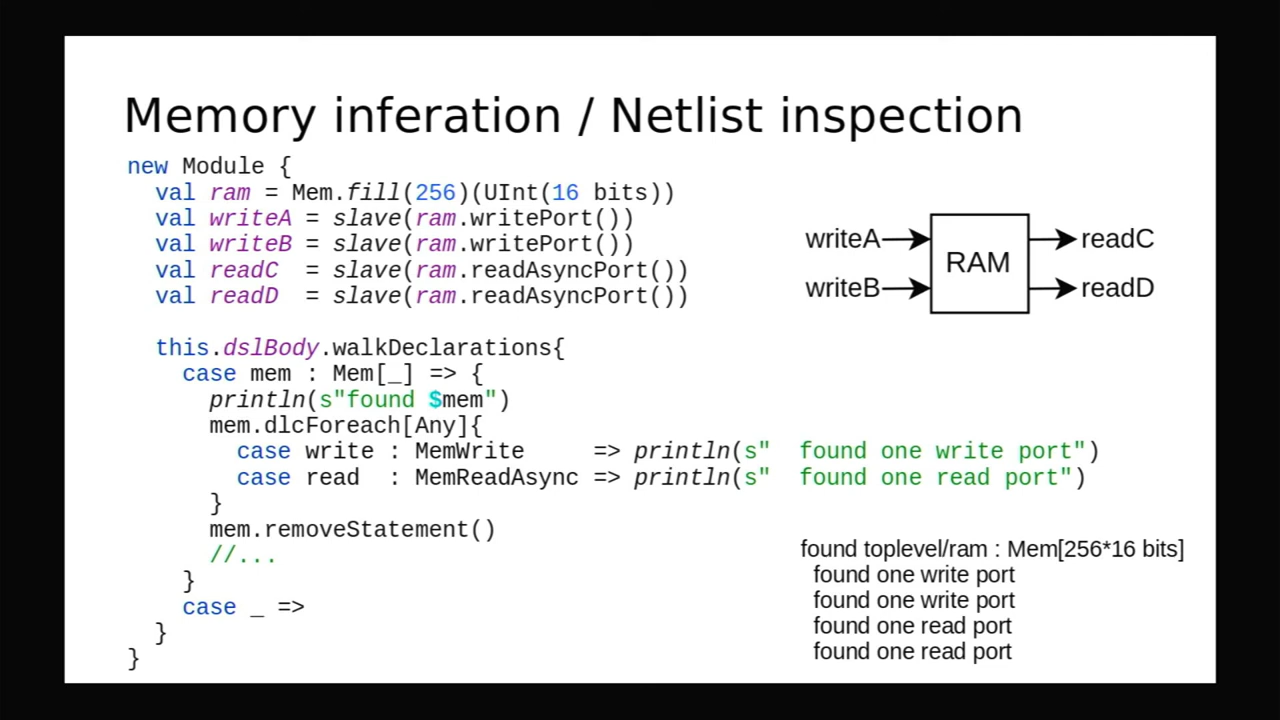 Memory inferation / Netlist inspection
new Module {
  val ram = Mem.fill(256)(UInt(16 bits))
  val writeA = slave(ram.writePort())
  val writeB = slave(ram.writePort())
  val readC  = slave(ram.readAsyncPort())
  val readD  = slave(ram.readAsyncPort())
  this.dslBody.walkDeclarations{
    case mem : Mem[_] => {
      println(s"found $mem")
      mem.dlcForeach[Any]{
        case write : MemWrite     => println(s"  found one write port")
        case read  : MemReadAsync => println(s"  found one read port")
      }
      mem.removeStatement()
      //...
    }
    case _ =>
  }
}
writeA
writeB
RAM
readC
readD
found toplevel/ram : Mem[256*16 bits]
  found one write port
  found one write port
  found one read port
  found one read port